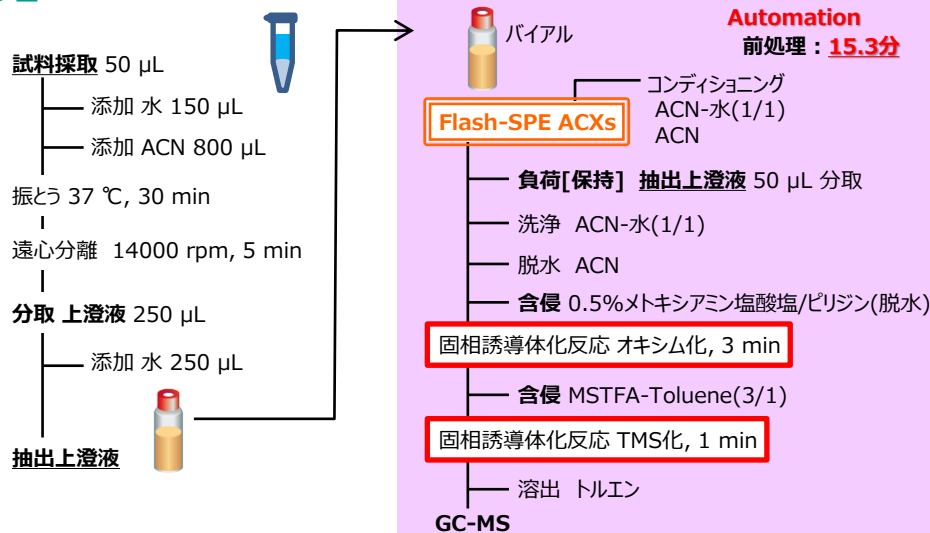 試料採取 50 µL
添加 水 150 µL
添加 ACN 800 µL
振とう 37 ℃, 30 min
遠心分離 14000 rpm, 5 min
分取 上澄液 250 µL
添加 水 250 µL
抽出上澄液
バイアル
Automation
前処理：15.3分
コンディショニング
ACN-水(1/1)
ACN
Flash-SPE ACXs
負荷[保持] 抽出上澄液 50 µL 分取
洗浄 ACN-水(1/1)
脱水 ACN
含侵 0.5%メトキシアミン塩酸塩/ピリジン(脱水)
固相誘導体化反応 オキシム化, 3 min
含侵 MSTFA-Toluene(3/1)
固相誘導体化反応 TMS化, 1 min
溶出 トルエン
GC-MS